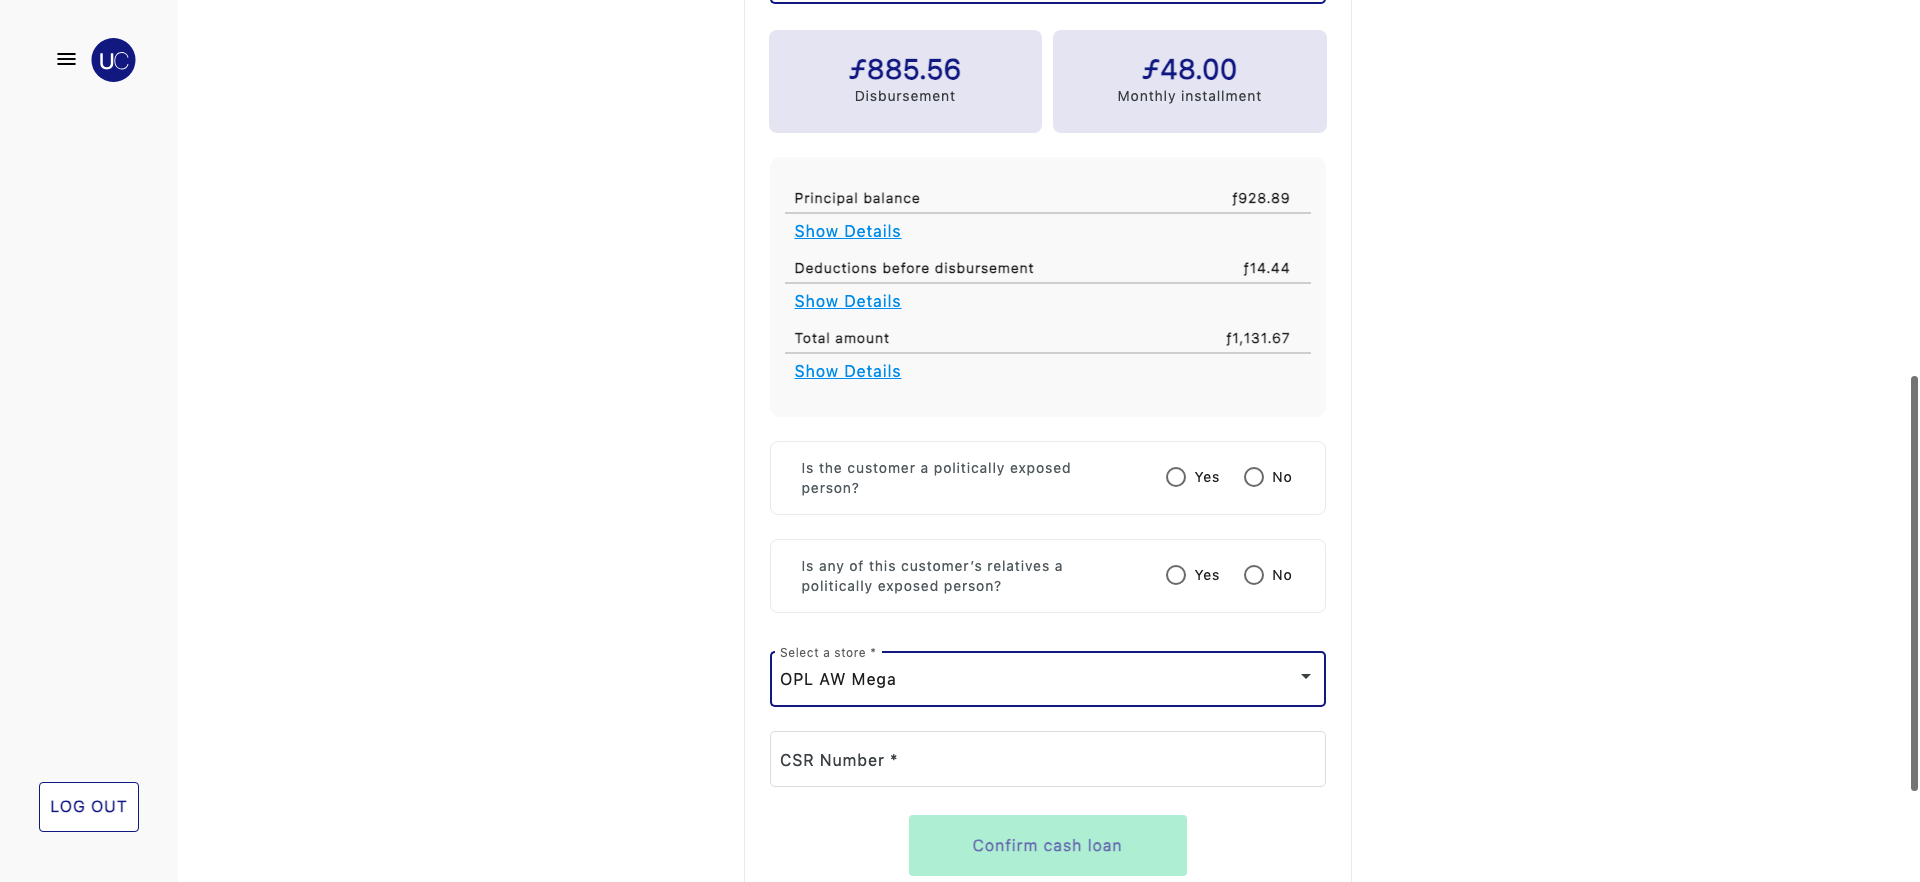 UC
ƒ885.56
Disbursement
ƒ48.00
Monthly installment
Principal balance ƒ928.89
Show Details
Deductions before disbursement ƒ14.44
Show Details
Total amount ƒ1,131.67
Show Details
Is the customer a politically exposed
person?
Yes No
Is any of this customer’s relatives a
politically exposed person?
Yes No
Select a store *
OPL AW Mega
CSR Number *
LOG OUT
Confirm cash loan